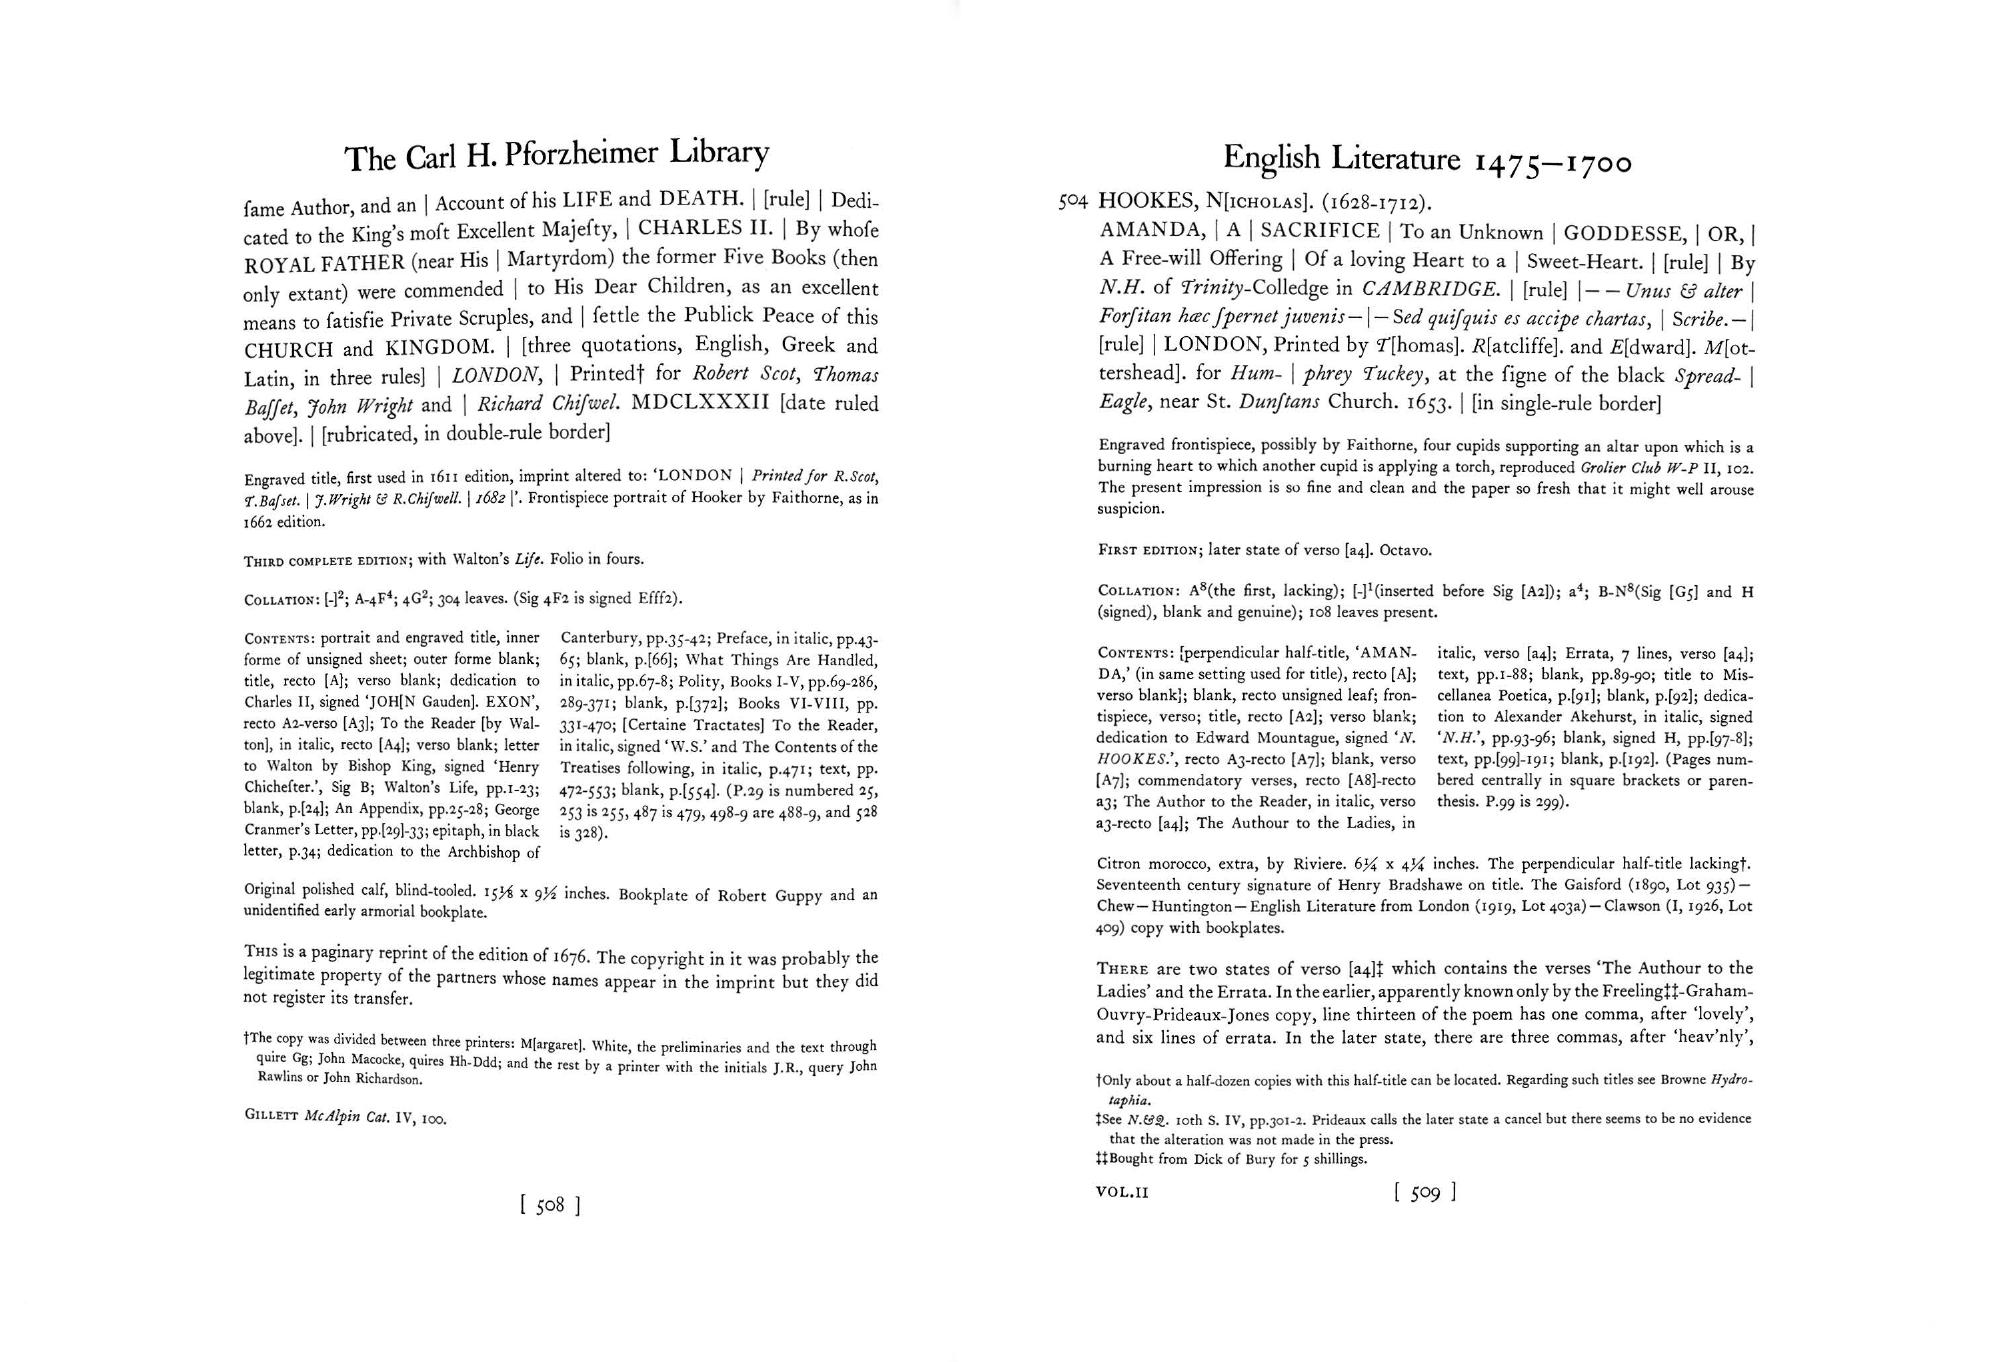 The Carl H. Pforzheimer Library
ſame Author, and an | Account of his LIFE and DEATH. | [rule] | Dedi-
cated to the King's moſt Excellent Majeſty, | CHARLES II. | By whoſe
ROYAL FATHER (near His | Martyrdom) the former Five Books (then
only extant) were commended | to His Dear Children, as an excellent
means to ſatisfie Private Scruples, and | ſettle the Publick Peace of this
CHURCH and KINGDOM. | [three quotations, English, Greek and
Latin, in three rules] | LONDON, | Printed† for Robert Scot, Thomas
Baſſet, John Wright and | Richard Chiſwel. MDCLXXXII [date ruled
above]. | [rubricated, in double-rule border]
Engraved title, first used in 1611 edition, imprint altered to: ‘LONDON | Printed for R.Scot,
T.Baſset. | J.Wright & R.Chiſwell. | 1682 |’. Frontispiece portrait of Hooker by Faithorne, as in
1662 edition.
THIRD COMPLETE EDITION; with Walton's Life. Folio in fours.
COLLATION: [-]²; A-4F⁴; 4G²; 304 leaves. (Sig 4F2 is signed Efff2).
CONTENTS: portrait and engraved title, inner
forme of unsigned sheet; outer forme blank;
title, recto [A]; verso blank; dedication to
Charles II, signed ‘JOH[N Gauden]. EXON’,
recto A2-verso [A3]; To the Reader [by Wal-
ton], in italic, recto [A4]; verso blank; letter
to Walton by Bishop King, signed ‘Henry
Chicheſter.’, Sig B; Walton's Life, pp.1-23;
blank, p.[24]; An Appendix, pp.25-28; George
Cranmer's Letter, pp.[29]-33; epitaph, in black
letter, p.34; dedication to the Archbishop of
Canterbury, pp.35-42; Preface, in italic, pp.43-
65; blank, p.[66]; What Things Are Handled,
in italic, pp.67-8; Polity, Books I-V, pp.69-286,
289-371; blank, p.[372]; Books VI-VIII, pp.
331-470; [Certaine Tractates] To the Reader,
in italic, signed ‘W.S.’ and The Contents of the
Treatises following, in italic, p.471; text, pp.
472-553; blank, p.[554]. (P.29 is numbered 25,
253 is 255, 487 is 479, 498-9 are 488-9, and 528
is 328).
Original polished calf, blind-tooled. 15⅛ x 9½ inches. Bookplate of Robert Guppy and an
unidentified early armorial bookplate.
THIS is a paginary reprint of the edition of 1676. The copyright in it was probably the
legitimate property of the partners whose names appear in the imprint but they did
not register its transfer.
†The copy was divided between three printers: M[argaret]. White, the preliminaries and the text through
quire Gg; John Macocke, quires Hh-Ddd; and the rest by a printer with the initials J.R., query John
Rawlins or John Richardson.
GILLETT McAlpin Cat. IV, 100.
[ 508 ]
English Literature 1475—1700
504 HOOKES, N[ICHOLAS]. (1628-1712).
AMANDA, | A | SACRIFICE | To an Unknown | GODDESSE, | OR, |
A Free-will Offering | Of a loving Heart to a | Sweet-Heart. | [rule] | By
N.H. of Trinity-Colledge in CAMBRIDGE. | [rule] |— — Unus & alter |
Forſitan hæc ſpernet juvenis—|—Sed quiſquis es accipe chartas, | Scribe.—|
[rule] | LONDON, Printed by T[homas]. R[atcliffe]. and E[dward]. M[ot-
tershead]. for Hum- | phrey Tuckey, at the ſigne of the black Spread- |
Eagle, near St. Dunſtans Church. 1653. | [in single-rule border]
Engraved frontispiece, possibly by Faithorne, four cupids supporting an altar upon which is a
burning heart to which another cupid is applying a torch, reproduced Grolier Club W-P II, 102.
The present impression is so fine and clean and the paper so fresh that it might well arouse
suspicion.
FIRST EDITION; later state of verso [a4]. Octavo.
COLLATION: A⁸(the first, lacking); [-]¹(inserted before Sig [A2]); a⁴; B-N⁸(Sig [G5] and H
(signed), blank and genuine); 108 leaves present.
CONTENTS: [perpendicular half-title, ‘AMAN-
DA,’ (in same setting used for title), recto [A];
verso blank]; blank, recto unsigned leaf; fron-
tispiece, verso; title, recto [A2]; verso blank;
dedication to Edward Mountague, signed ‘N.
HOOKES.’, recto A3-recto [A7]; blank, verso
[A7]; commendatory verses, recto [A8]-recto
a3; The Author to the Reader, in italic, verso
a3-recto [a4]; The Authour to the Ladies, in
italic, verso [a4]; Errata, 7 lines, verso [a4];
text, pp.1-88; blank, pp.89-90; title to Mis-
cellanea Poetica, p.[91]; blank, p.[92]; dedica-
tion to Alexander Akehurst, in italic, signed
‘N.H.’, pp.93-96; blank, signed H, pp.[97-8];
text, pp.[99]-191; blank, p.[192]. (Pages num-
bered centrally in square brackets or paren-
thesis. P.99 is 299).
Citron morocco, extra, by Riviere. 6¼ x 4¼ inches. The perpendicular half-title lacking†.
Seventeenth century signature of Henry Bradshawe on title. The Gaisford (1890, Lot 935)—
Chew—Huntington—English Literature from London (1919, Lot 403a)—Clawson (I, 1926, Lot
409) copy with bookplates.
THERE are two states of verso [a4]‡ which contains the verses ‘The Authour to the
Ladies’ and the Errata. In the earlier, apparently known only by the Freeling‡‡-Graham-
Ouvry-Prideaux-Jones copy, line thirteen of the poem has one comma, after ‘lovely’,
and six lines of errata. In the later state, there are three commas, after ‘heav'nly’,
†Only about a half-dozen copies with this half-title can be located. Regarding such titles see Browne Hydro-
taphia.
‡See N.&Q. 10th S. IV, pp.301-2. Prideaux calls the later state a cancel but there seems to be no evidence
that the alteration was not made in the press.
‡‡Bought from Dick of Bury for 5 shillings.
VOL.II
[ 509 ]